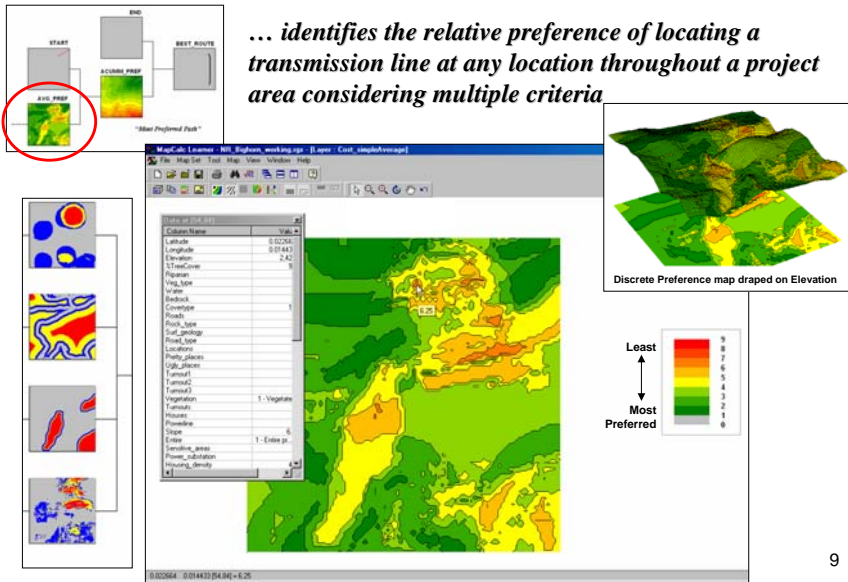 … identifies the relative preference of locating a
transmission line at any location throughout a project
area considering multiple criteria
START
END
BEST_ROUTE
ACUMM_PREF
AVG_PREF
"Most Preferred Path"
MapCalc Learner - NR_Bighorn_working.rgs - [Layer : Cost_simpleAverage]
File Map Set Tool Map View Window Help
Data at [54,84]
Column Name Valu
Latitude 0.02266
Longitude 0.01443
Elevation 2,42
%TreeCover 9
Riparian
Veg_type
Water
Bedrock
Covertype 1
Roads
Rock_type
Surf_geology
Road_type
Locations
Pretty_places
Ugly_places
Turnout1
Turnout2
Turnout3
Vegetation 1 - Vegetate
Turnouts
Houses
Powerline
Slope 6.
Entire 1 - Entire pr...
Sensitive_areas
Power_substation
Housing_density 4
6.25
0.022664 0.014433 [54,84] = 6.25
Discrete Preference map draped on Elevation
Least
Most
Preferred
9
8
7
6
5
4
3
2
1
0
9